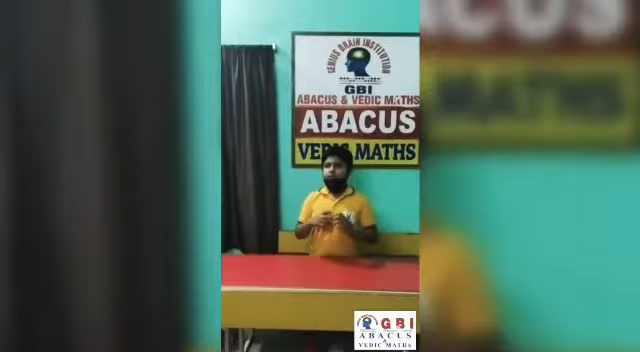 GENIUS BRAIN INSTITUTION
GBI
ABACUS & VEDIC MATHS
ABACUS
VEDIC MATHS
GBI
ABACUS
&
VEDIC MATHS